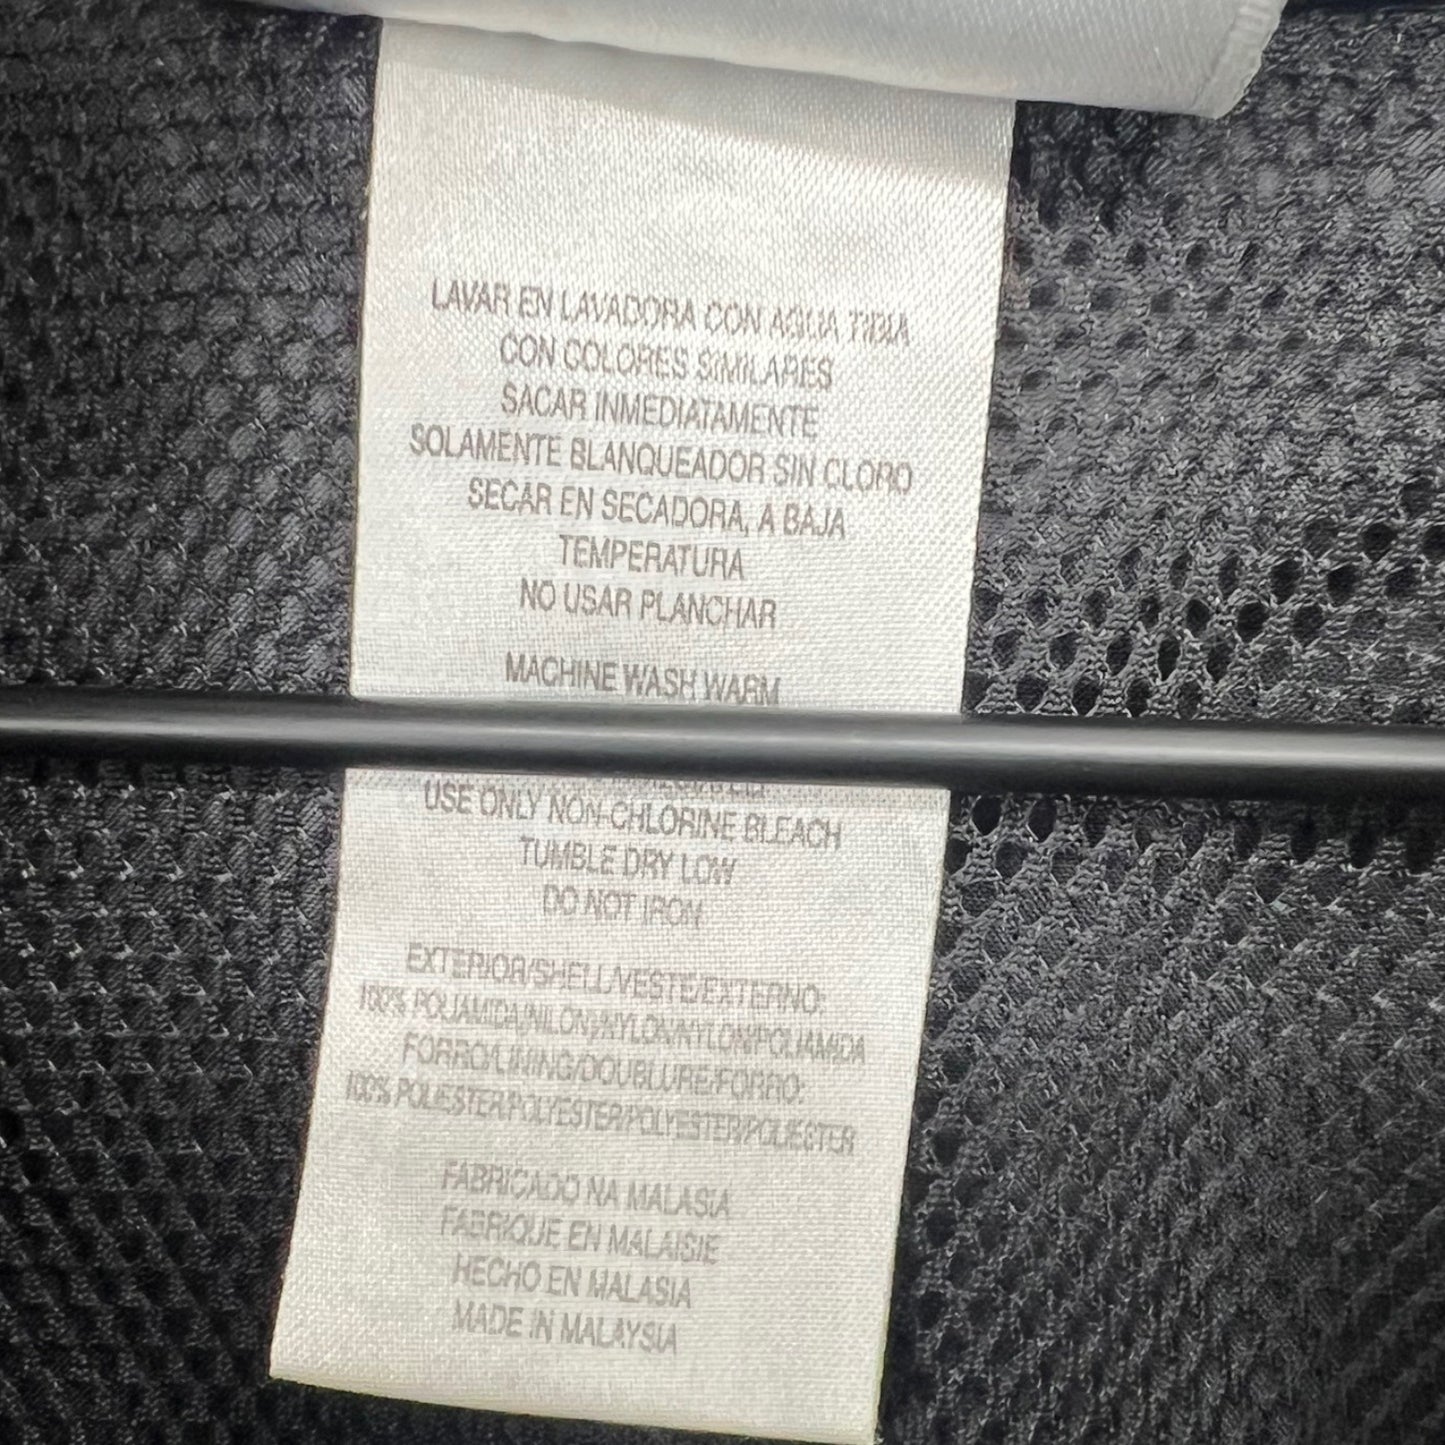 LAVAR EN LAVADORA CON AGUA TIBIA
CON COLORES SIMILARES
SACAR INMEDIATAMENTE
SOLAMENTE BLANQUEADOR SIN CLORO
SECAR EN SECADORA, A BAJA
TEMPERATURA
NO USAR PLANCHAR
MACHINE WASH WARM
USE ONLY NON-CHLORINE BLEACH
TUMBLE DRY LOW
DO NOT IRON
EXTERIOR/SHELL/VESTE/EXTERNO:
100% POLIAMIDA/NILON/NYLON/NYLON/POLIAMIDA
FORRO/LINING/DOUBLURE/FORRO:
100% POLIESTER/POLYESTER/POLYESTER/POLIESTER
FABRICADO NA MALASIA
FABRIQUE EN MALAISIE
HECHO EN MALASIA
MADE IN MALAYSIA